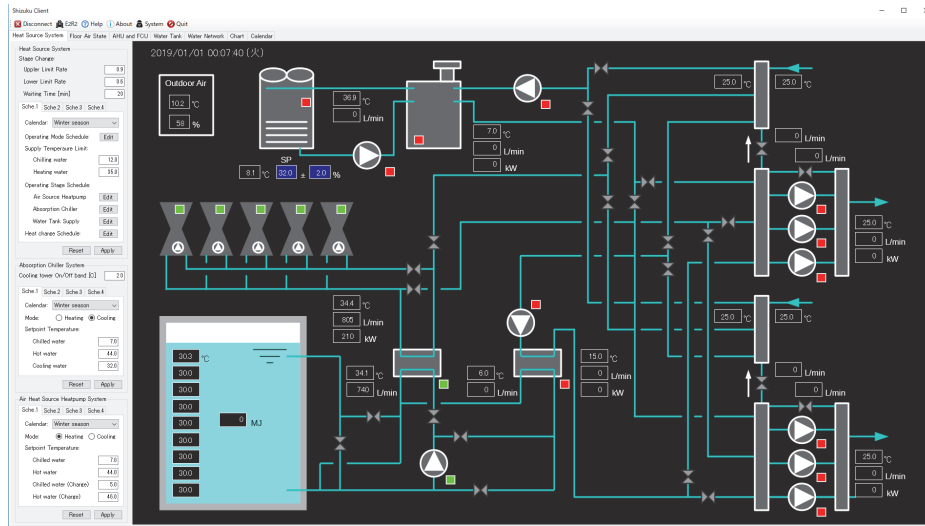 Shizuku Client
Disconnect E2R2 Help About System Quit
Heat Source System Floor Air State AHU and FCU Water Tank Water Network Chart Calendar
Heat Source System
Stage Change
Uppler Limit Rate 0.9
Lower Limit Rate 0.6
Waiting Time [min] 20
Sche.1 Sche.2 Sche.3 Sche.4
Calendar: Winter season
Operating Mode Schedule Edit
Supply Temperaure Limit:
Chilling water 12.0
Heating water 35.0
Operating Stage Schedule
Air Source Heatpump Edit
Absorption Chiller Edit
Water Tank Supply Edit
Heat charge Schedule: Edit
Reset Apply
Absorption Chiller System
Cooling tower On/Off band [C] 2.0
Sche.1 Sche.2 Sche.3 Sche.4
Calendar: Winter season
Mode: Heating Cooling
Setpoint Temperature:
Chilled water 7.0
Hot water 44.0
Cooling water 32.0
Reset Apply
Air Heat Source Heatpump System
Sche.1 Sche.2 Sche.3 Sche.4
Calendar: Winter season
Mode: Heating Cooling
Setpoint Temperature:
Chilled water 7.0
Hot water 44.0
Chilled water (Charge) 5.0
Hot water (Charge) 46.0
Reset Apply
2019/01/01 00:07:40 (火)
Outdoor Air
10.2 ℃
58 %
36.9 ℃
0 L/min
SP
8.1 ℃ 32.0 ± 2.0 %
7.0 ℃
0 L/min
0 kW
25.0 ℃ 25.0 ℃
0 L/min
0 L/min
25.0 ℃
0 L/min
0 kW
34.4 ℃
805 L/min
210 kW
34.1 ℃
740 L/min
6.0 ℃
0 L/min
15.0 ℃
0 L/min
0 kW
25.0 ℃ 25.0 ℃
0 L/min
0 L/min
25.0 ℃
0 L/min
0 kW
30.3 ℃
30.0
30.0
30.0
30.0
30.0
30.0
30.0
30.0
0 MJ